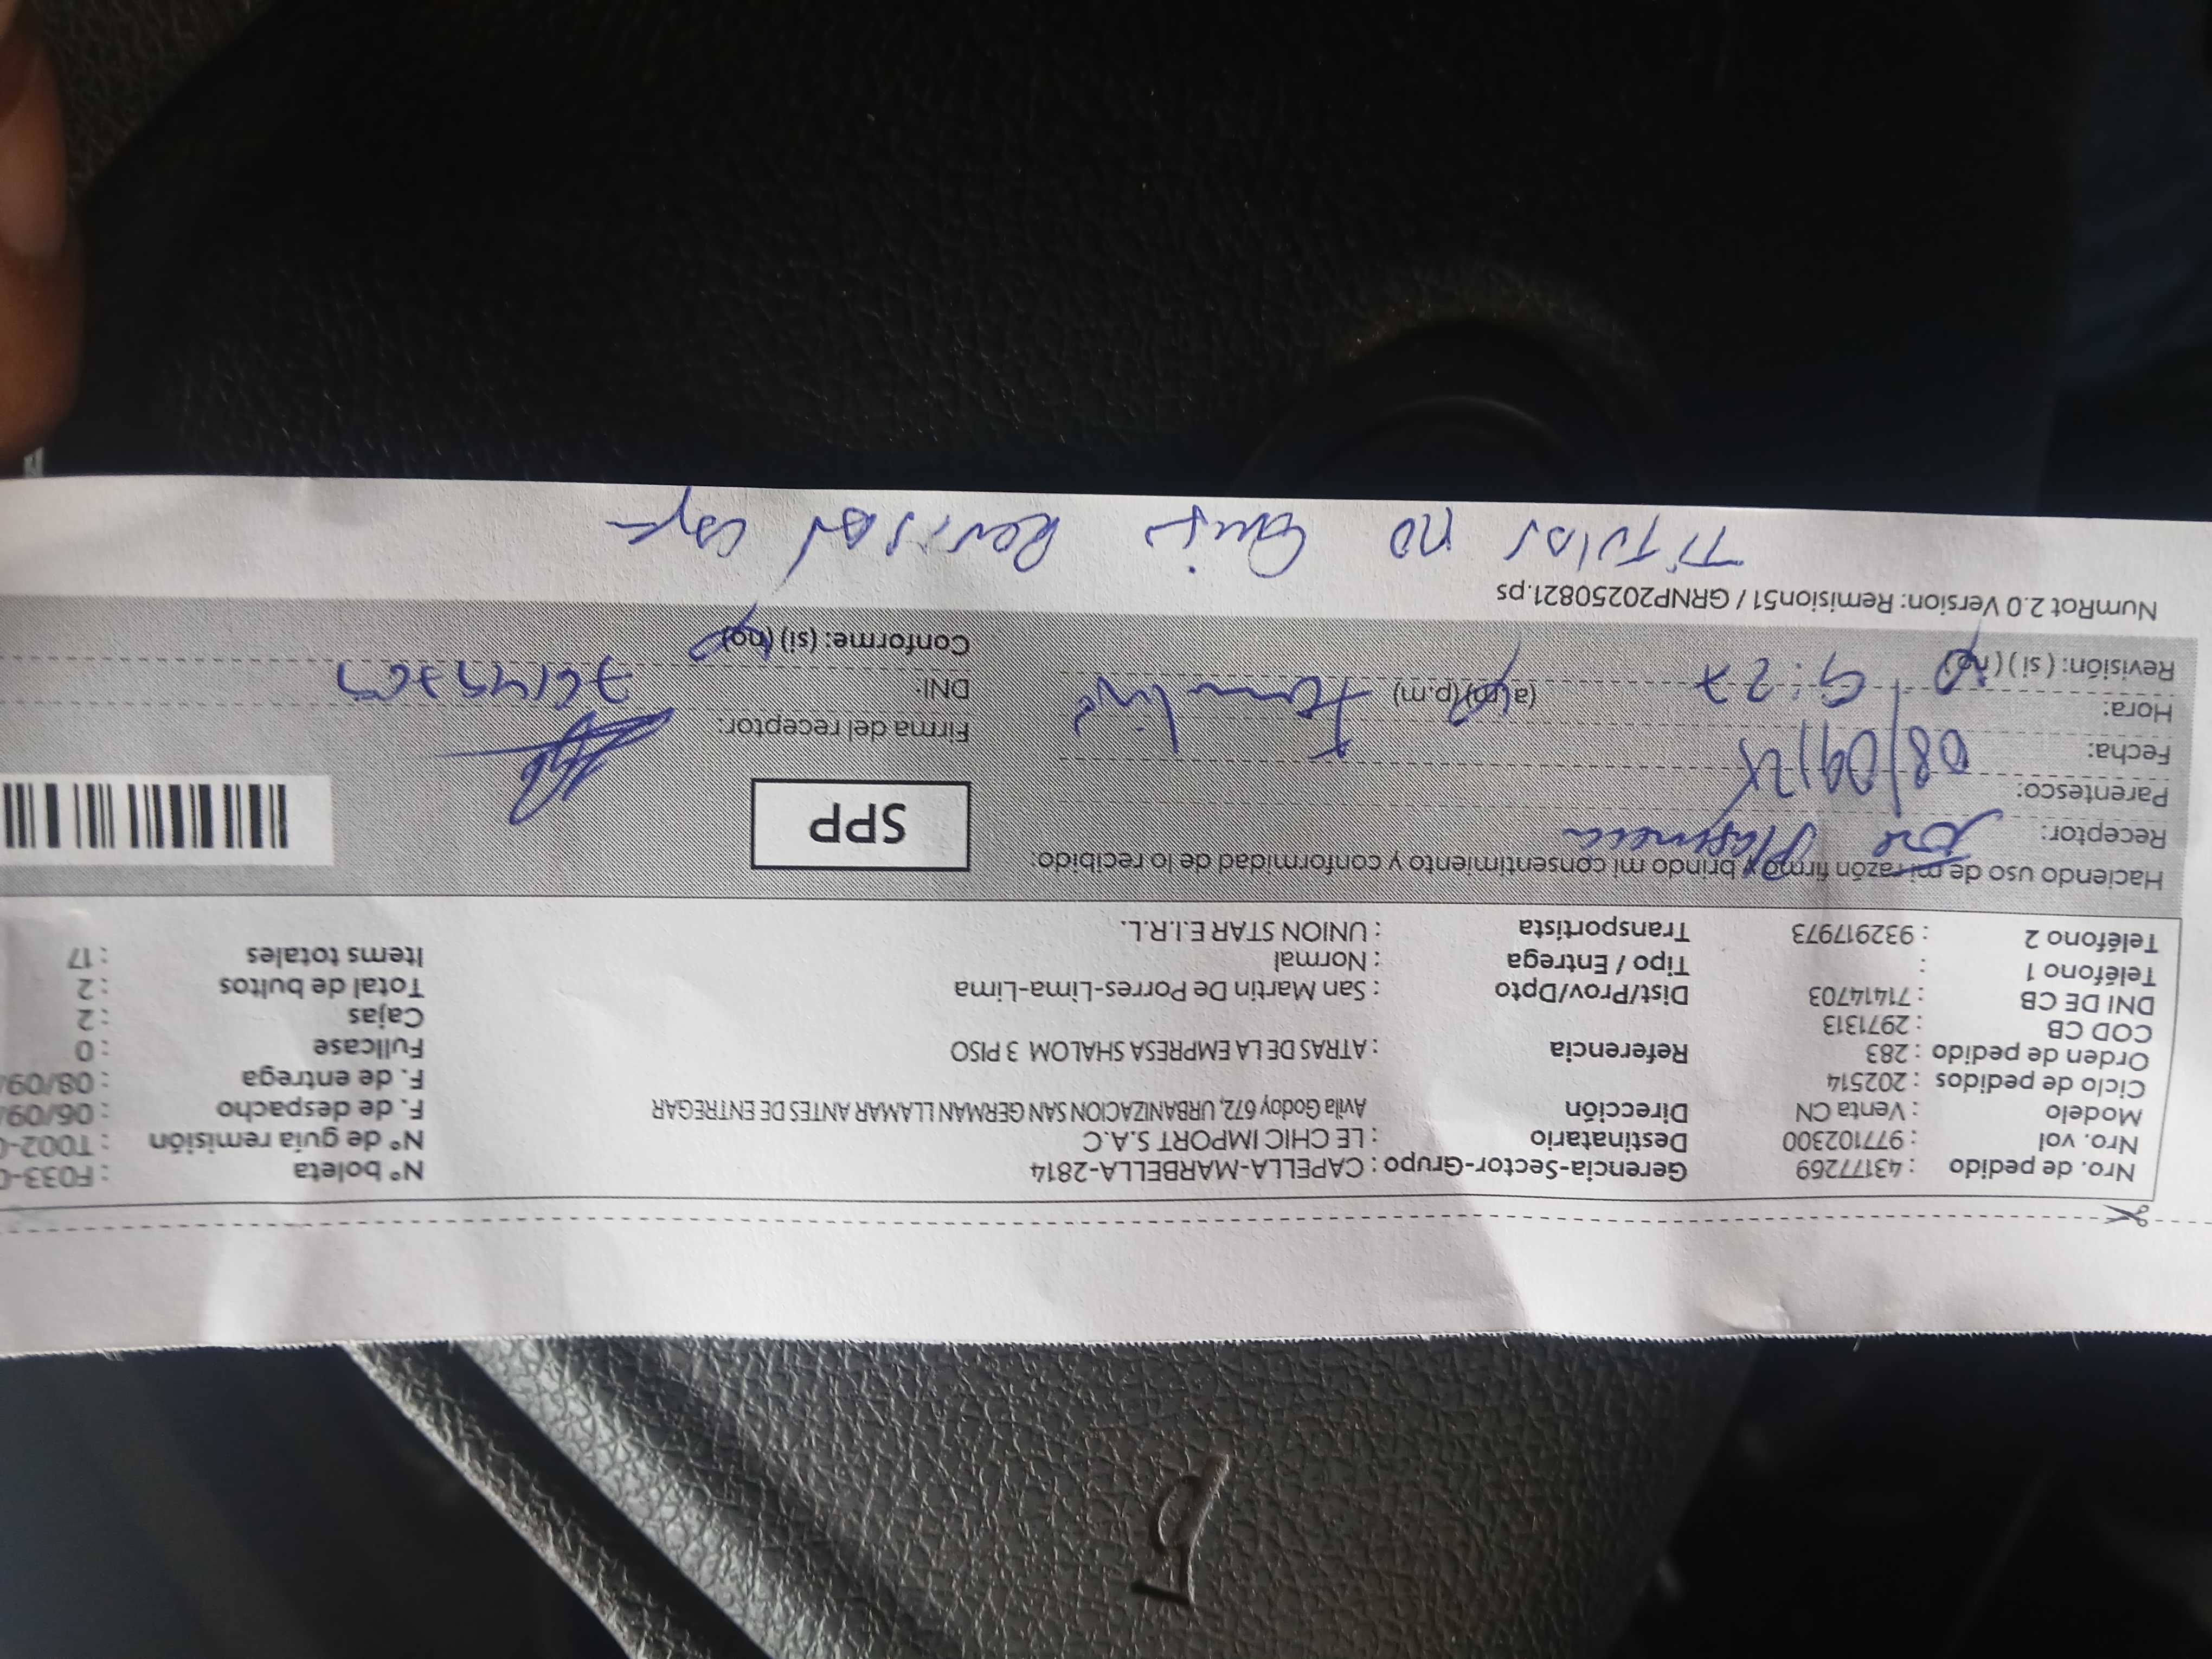 Nro. de pedido : 43177269 Gerencia-Sector-Grupo : CAPELLA-MARBELLA-2814 N° boleta : F033-0
Nro. vol : 977102300 Destinatario : LE CHIC IMPORT S.A.C N° de guía remisión : T002-0
Modelo : Venta CN Dirección Avila Godoy 672, URBANIZACION SAN GERMAN LLAMAR ANTES DE ENTREGAR F. de despacho : 06/09/
Ciclo de pedidos : 202514 F. de entrega : 08/09/
Orden de pedido : 283 Referencia : ATRAS DE LA EMPRESA SHALOM 3 PISO Fullcase : 0
COD CB : 2971313 Cajas : 2
DNI DE CB : 71414703 Dist/Prov/Dpto : San Martin De Porres-Lima-Lima Total de bultos : 2
Teléfono 1 : Tipo / Entrega : Normal Items totales : 17
Teléfono 2 : 932917973 Transportista : UNION STAR E.I.R.L.
Haciendo uso de mi razón firmo y brindo mi consentimiento y conformidad de lo recibido:
Receptor: José Plasencia SPP
Parentesco:
Fecha: 08/09/25 Firma del receptor:
Hora: 9:27 (a.m) (p.m) Familiar DNI:
Revisión: ( si ) ( no ) Conforme: (si) (no)
NumRot 2.0 Version: Remision51 / GRNP20250821.ps
Titular no quiso Revisar